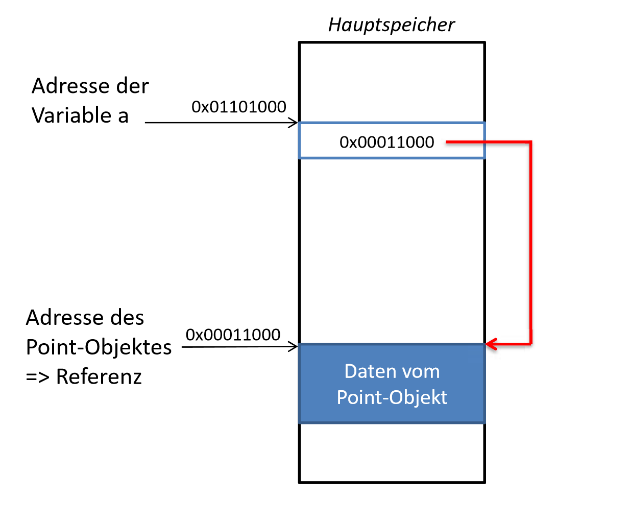 Hauptspeicher
Adresse der
Variable a
0x01101000
0x00011000
Adresse des
Point-Objektes
=> Referenz
0x00011000
Daten vom
Point-Objekt